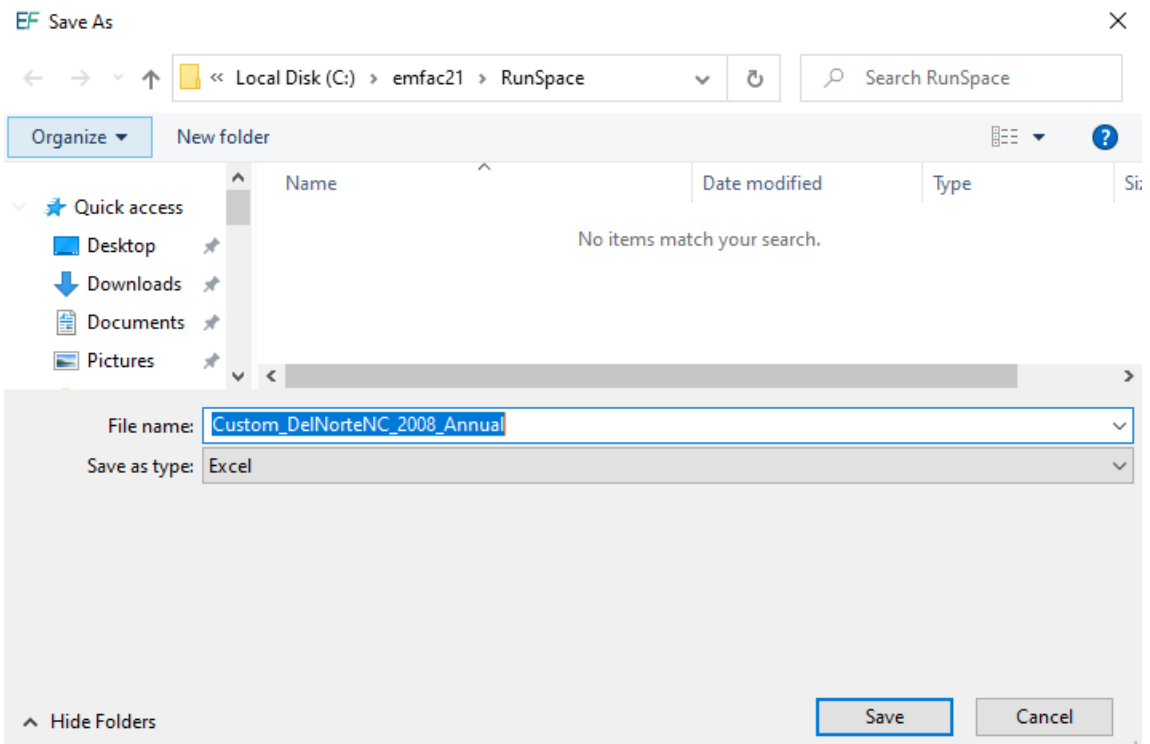 EF Save As
« Local Disk (C:) > emfac21 > RunSpace Search RunSpace
Organize New folder
Name Date modified Type Siz
Quick access
No items match your search.
Desktop
Downloads
Documents
Pictures
File name: Custom_DelNorteNC_2008_Annual
Save as type: Excel
Hide Folders Save Cancel